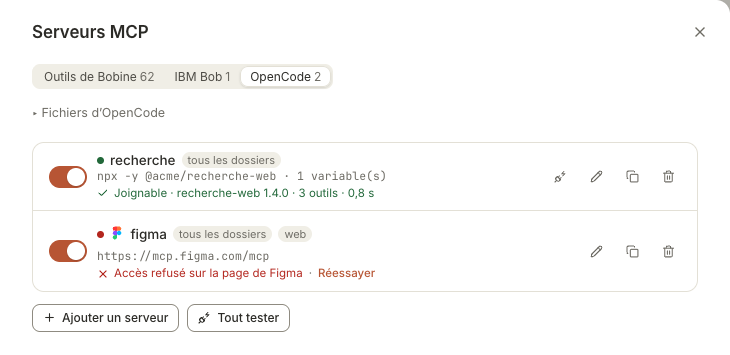 Serveurs MCP
Outils de Bobine 62 IBM Bob 1 OpenCode 2
▸ Fichiers d’OpenCode
recherche tous les dossiers
npx -y @acme/recherche-web · 1 variable(s)
✓ Joignable · recherche-web 1.4.0 · 3 outils · 0,8 s
figma tous les dossiers web
https://mcp.figma.com/mcp
✕ Accès refusé sur la page de Figma · Réessayer
+ Ajouter un serveur Tout tester